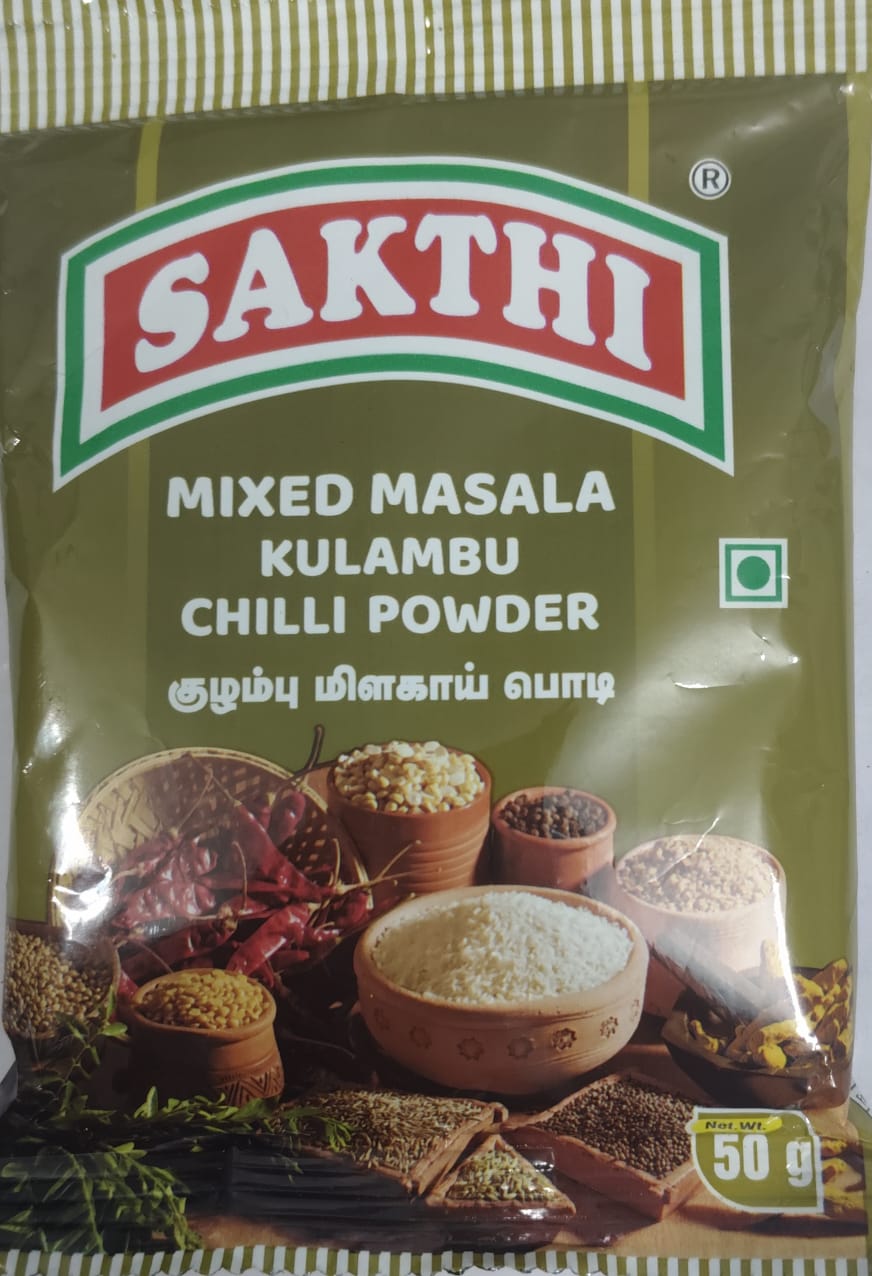 SAKTHI
®
MIXED MASALA
KULAMBU
CHILLI POWDER
குழம்பு மிளகாய் பொடி
Net.Wt.
50 g